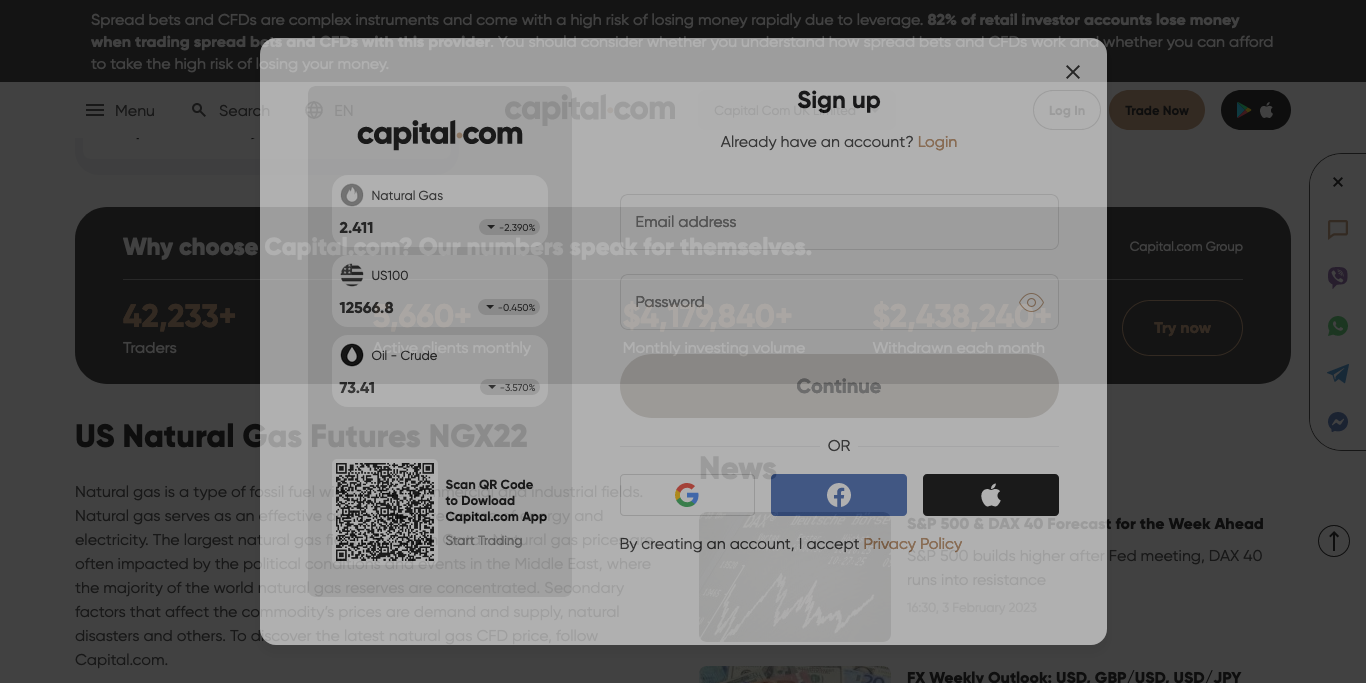 Spread bets and CFDs are complex instruments and come with a high risk of losing money rapidly due to leverage. 82% of retail investor accounts lose money
when trading spread bets and CFDs with this provider. You should consider whether you understand how spread bets and CFDs work and whether you can afford
to take the high risk of losing your money.
Menu
Search
EN
capital.com
Capital Com UK Limited
Log In
Trade Now
Sign up
Already have an account? Login
capital.com
Natural Gas
2.411
-2.390%
US100
12566.8
-0.450%
Oil - Crude
73.41
-3.570%
Scan QR Code
to Dowload
Capital.com App
Start Trading
Email address
Password
Continue
OR
By creating an account, I accept Privacy Policy
Why choose Capital.com? Our numbers speak for themselves.
Capital.com Group
42,233+
Traders
5,660+
Active clients monthly
$4,179,840+
Monthly investing volume
$2,438,240+
Withdrawn each month
Try now
US Natural Gas Futures NGX22
Natural gas is a type of fossil fuel industrial fields.
Natural gas serves as an effective and
electricity. The largest natural gas natural gas prices
often impacted by the political conditions and events in the Middle East, where
the majority of the world natural gas reserves are concentrated. Secondary
factors that affect the commodity's prices are demand and supply, natural
disasters and others. To discover the latest natural gas CFD price, follow
Capital.com.
News
S&P 500 & DAX 40 Forecast for the Week Ahead
S&P 500 builds higher after Fed meeting, DAX 40
runs into resistance
16:30, 3 February 2023
FX Weekly Outlook: USD, GBP/USD, USD/JPY